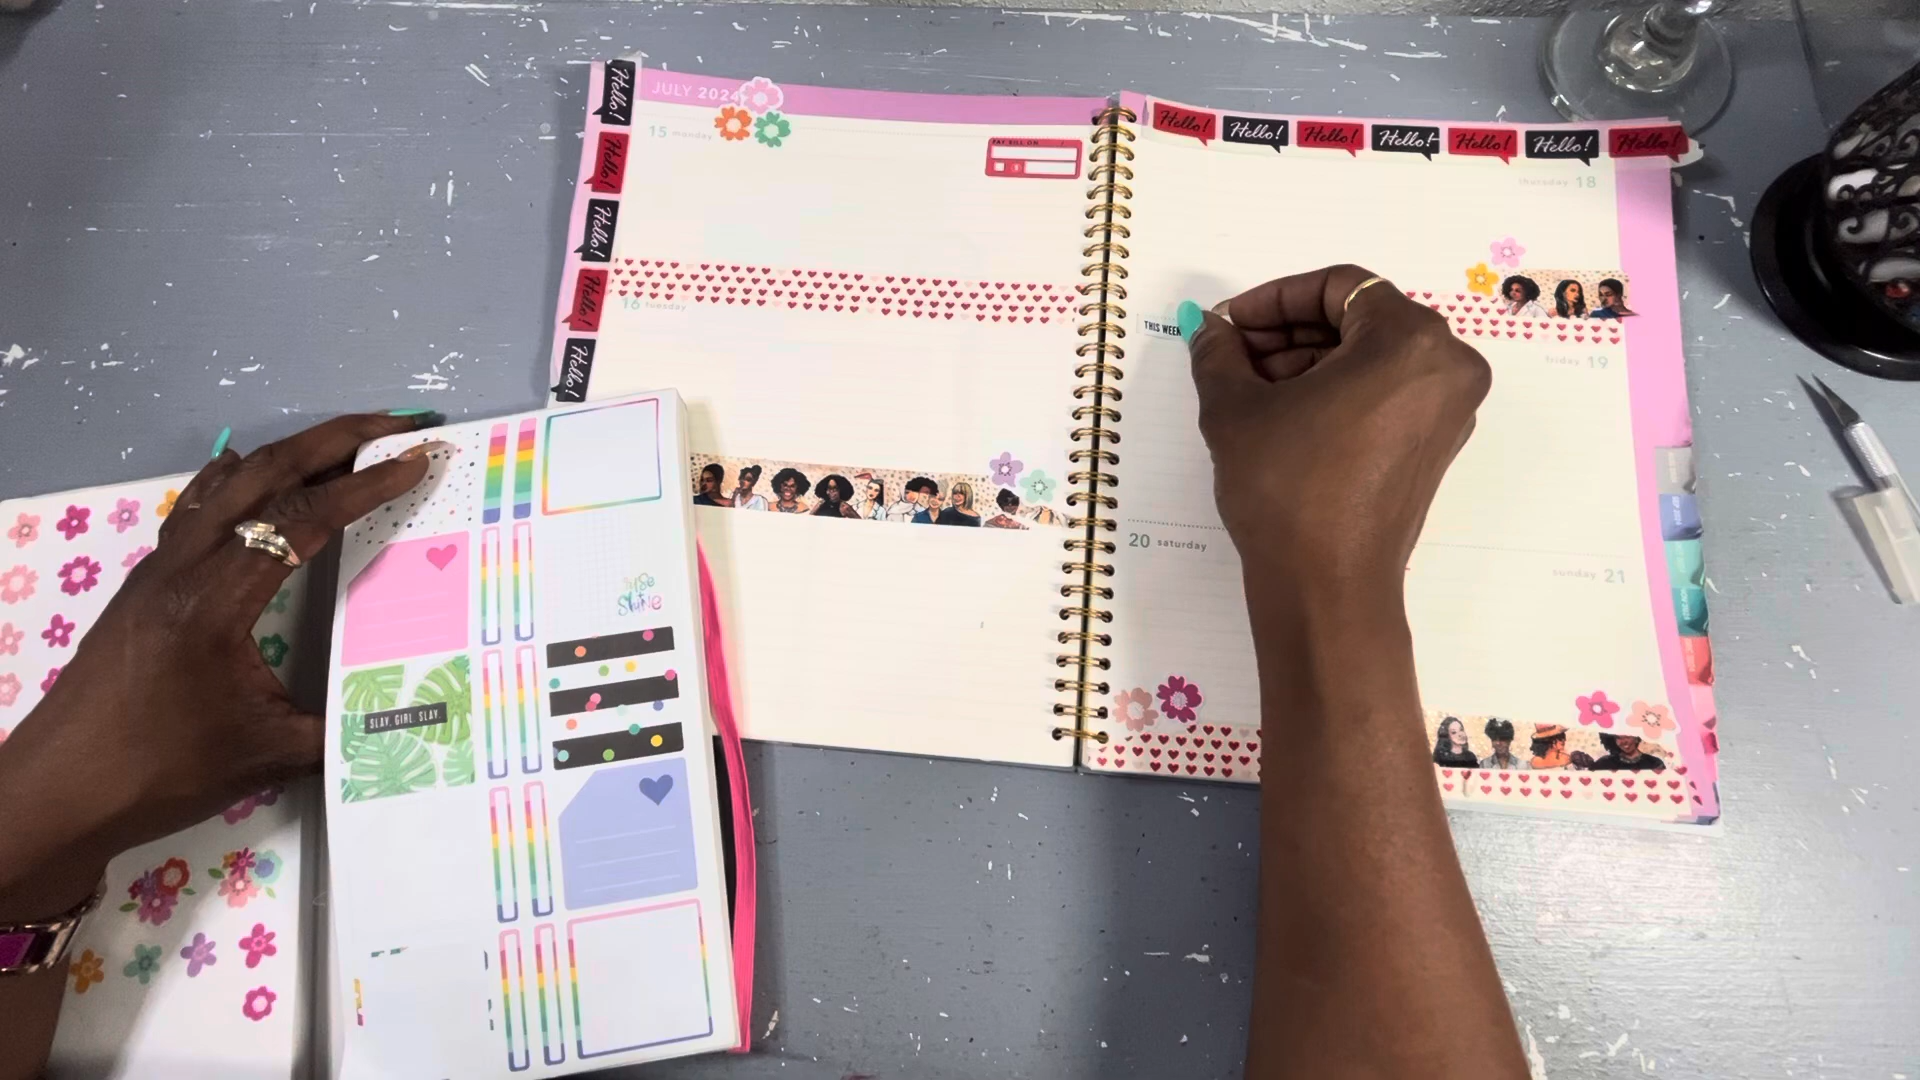 JULY 2024
15 monday
PAY BILL ON
16 tuesday
Hello!
Hello!
Hello!
Hello!
Hello!
Hello!
Hello!
Hello!
Hello!
Hello!
Hello!
Hello!
thursday 18
THIS WEEK
friday 19
20 saturday
sunday 21
RISE
SHINE
SLAY. GIRL. SLAY.